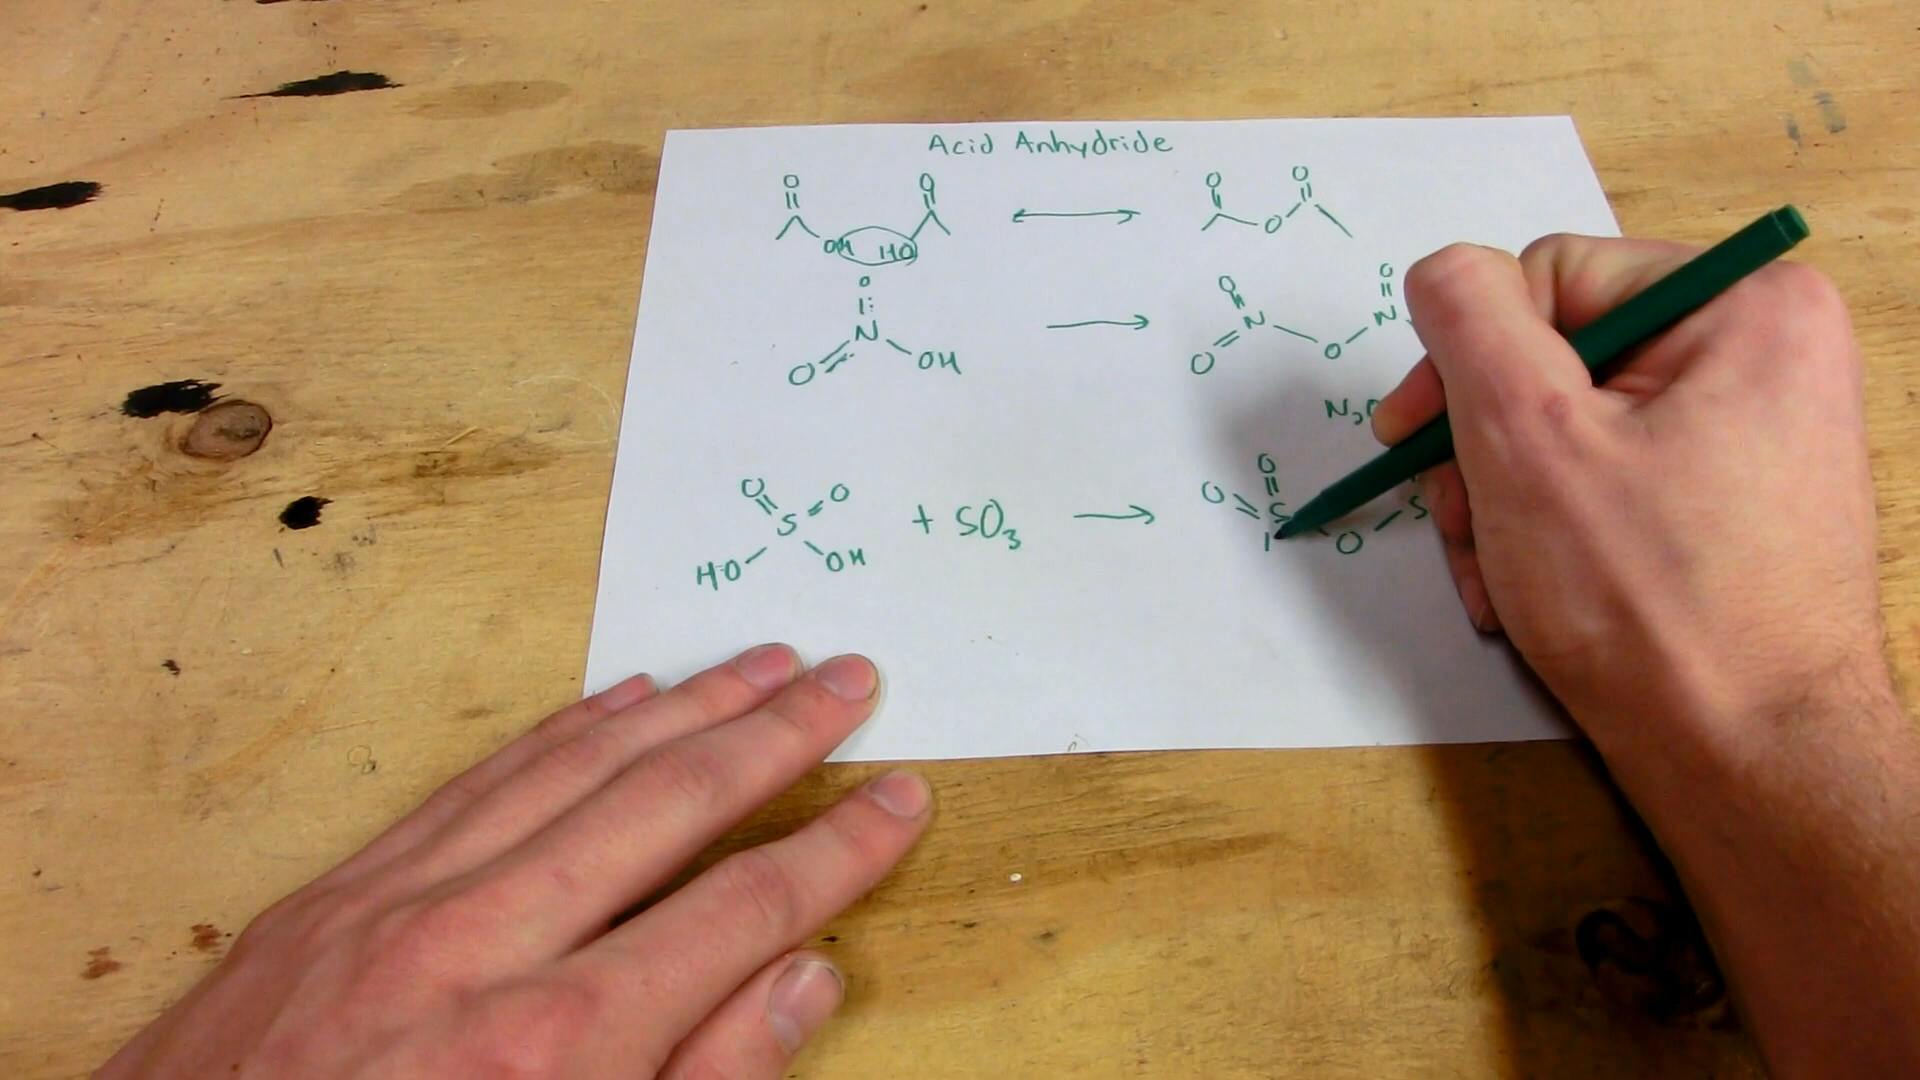 Acid Anhydride
O O O O
OH HO O
O O O
N N N
O OH O O
N2O
O O O O
S + SO3 S S
HO OH O